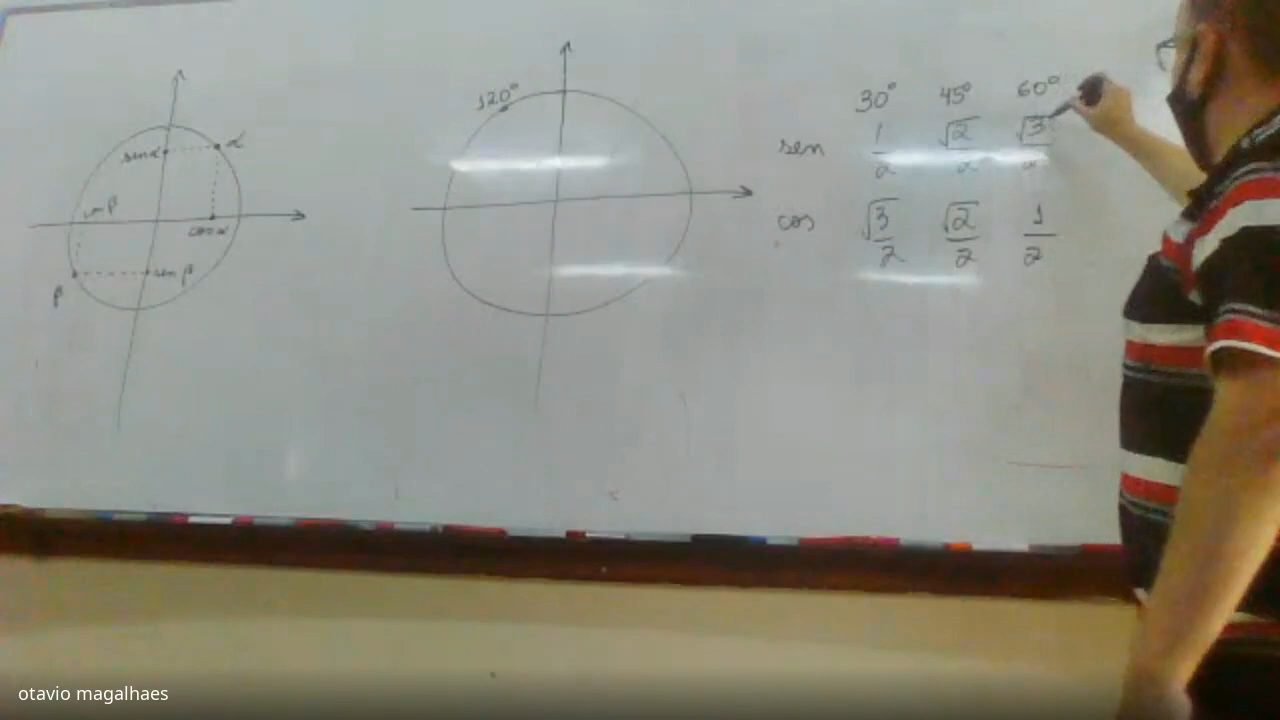 sen α
α
cos β
cos α
sen β
β
120°
30° 45° 60°
sen 1/2 √2/2 √3/2
cos √3/2 √2/2 1/2
otavio magalhaes